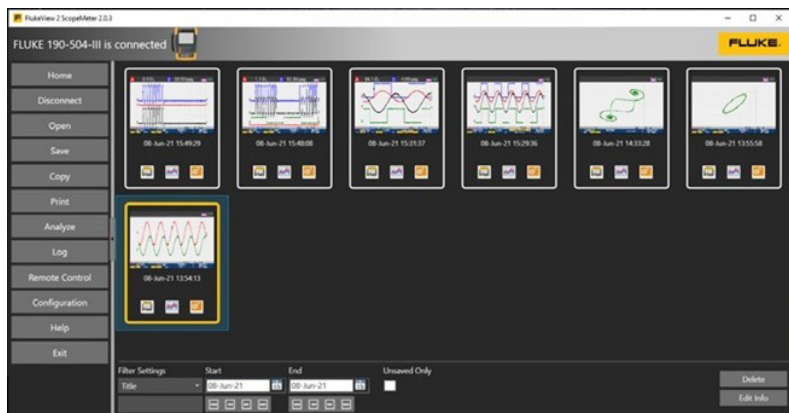 FlukeView 2 ScopeMeter 2.0.3
FLUKE 190-504-III is connected
FLUKE.
Home
Disconnect
Open
Save
Copy
Print
Analyze
Log
Remote Control
Configuration
Help
Exit
08-Jun-21 15:49:29
08-Jun-21 15:48:08
08-Jun-21 15:31:37
08-Jun-21 15:29:36
08-Jun-21 14:33:28
08-Jun-21 13:55:58
08-Jun-21 13:54:13
Filter Settings
Start
End
Unsaved Only
Title
08-Jun-21
08-Jun-21
Delete
Edit Info